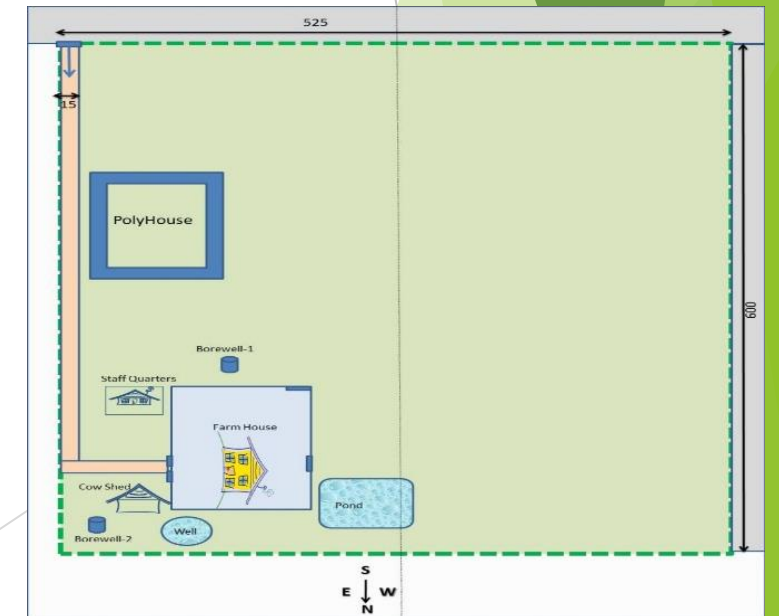 525
15
PolyHouse
600
Borewell-1
Staff Quarters
Farm House
Cow Shed
Pond
Well
Borewell-2
S
E W
N